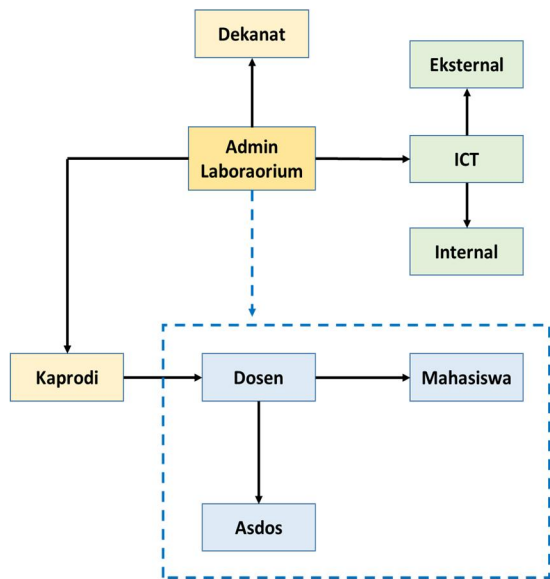 Dekanat
Eksternal
Admin
Laboraorium
ICT
Internal
Kaprodi
Dosen
Mahasiswa
Asdos